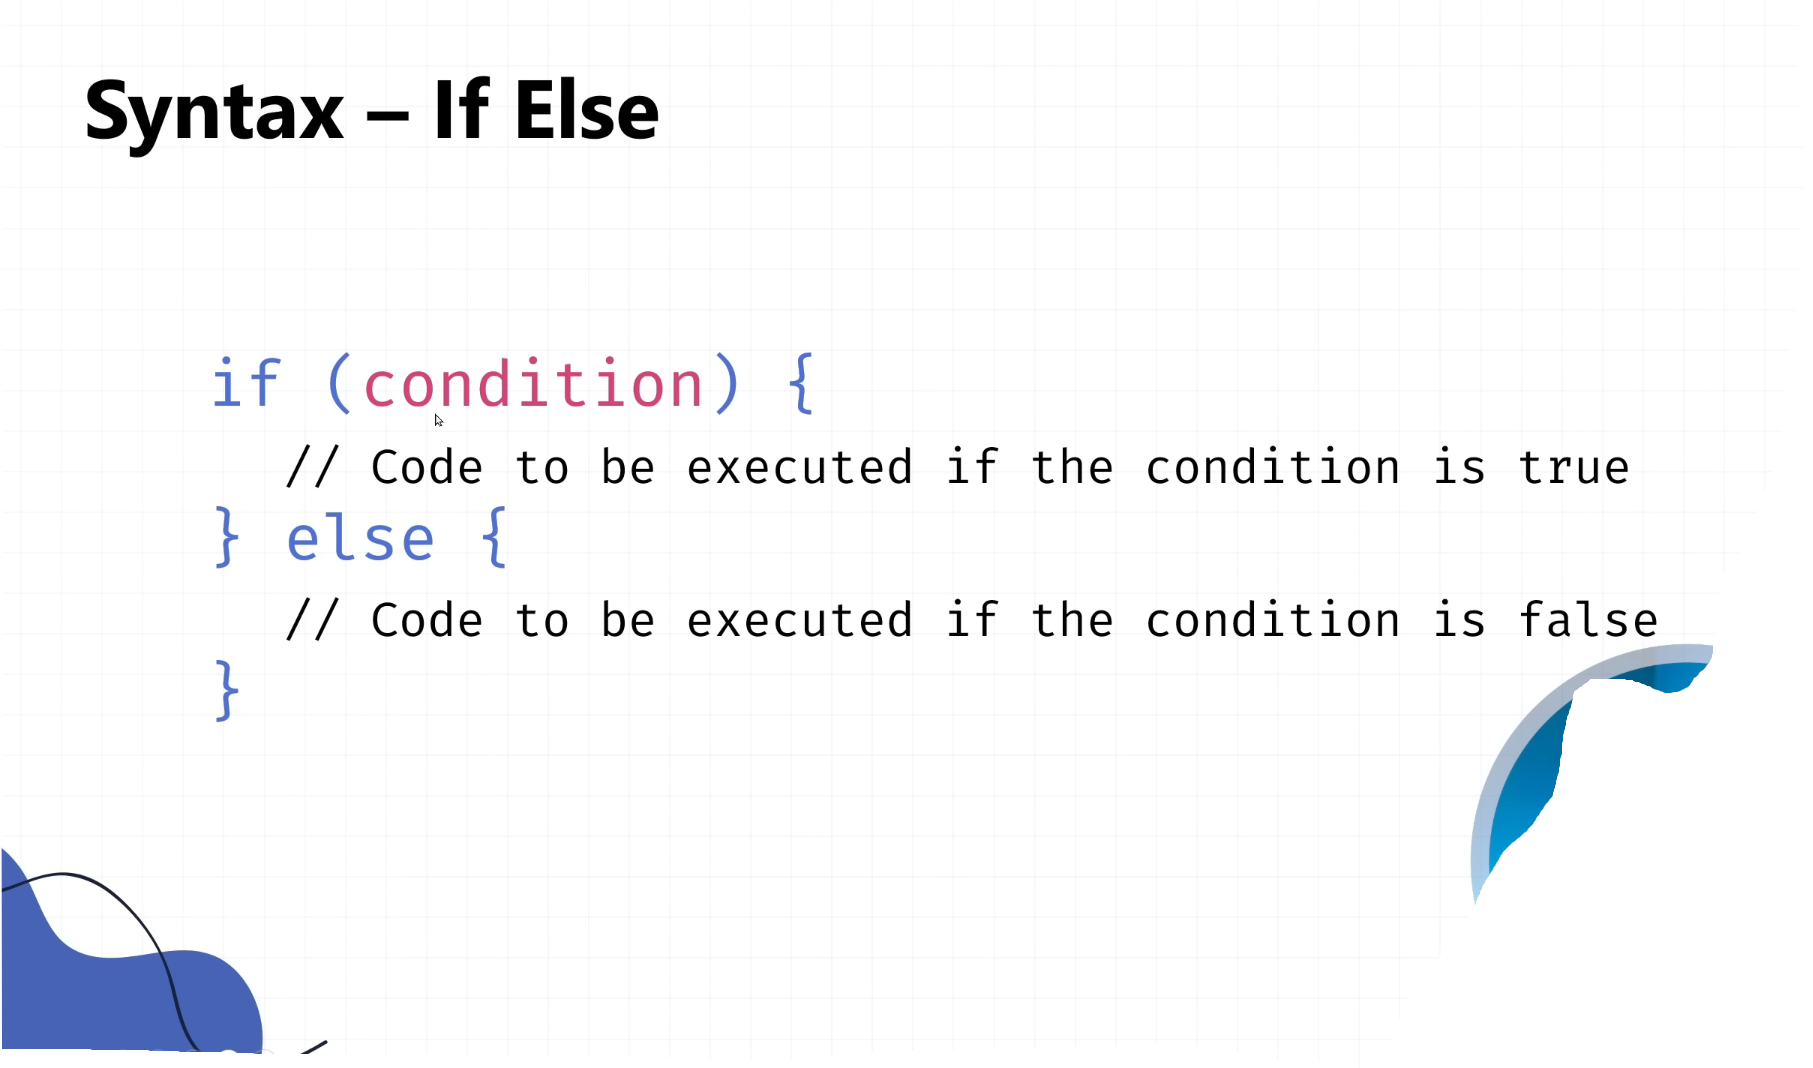 Syntax – If Else
if (condition) {
// Code to be executed if the condition is true
} else {
// Code to be executed if the condition is false
}